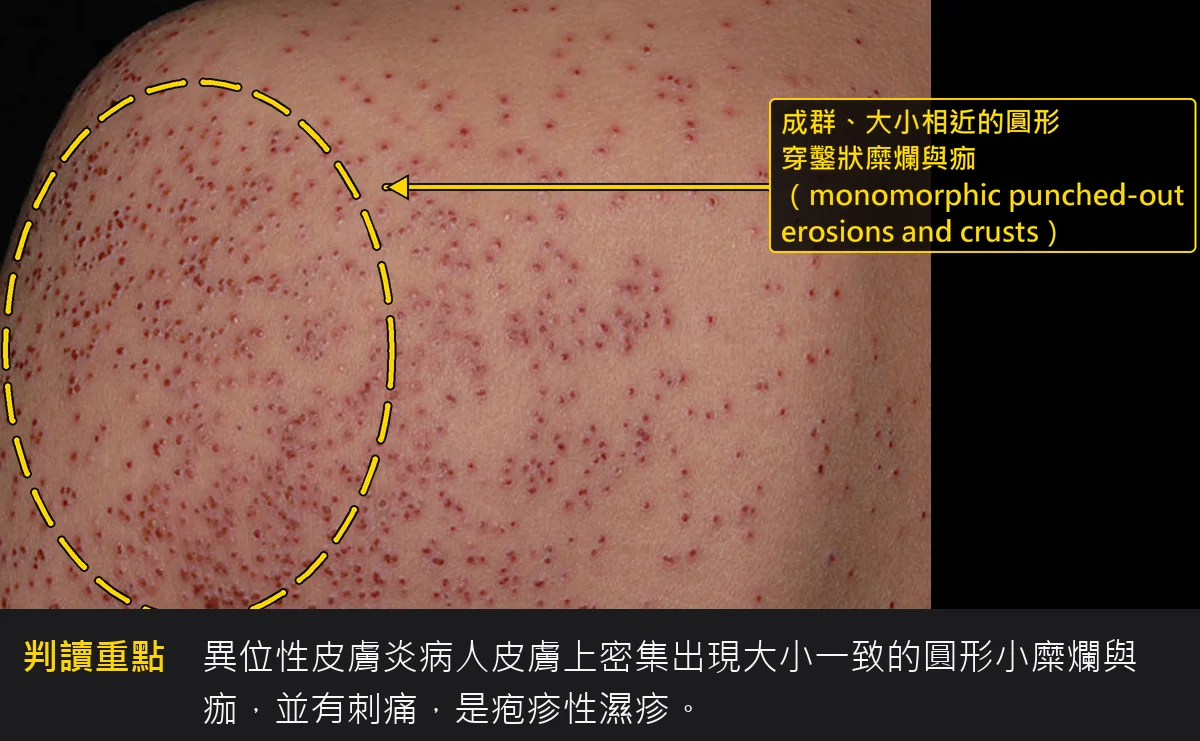 成群、大小相近的圓形
穿鑿狀糜爛與痂
（monomorphic punched-out
erosions and crusts）
判讀重點
異位性皮膚炎病人皮膚上密集出現大小一致的圓形小糜爛與
痂，並有刺痛，是疱疹性濕疹。